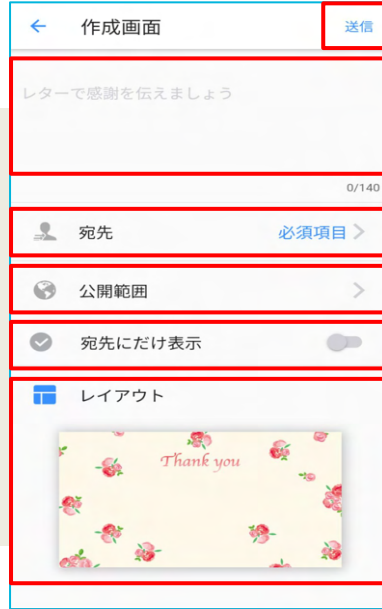 作成画面
送信
レターで感謝を伝えましょう
0/140
宛先
必須項目
公開範囲
宛先にだけ表示
レイアウト
Thank you